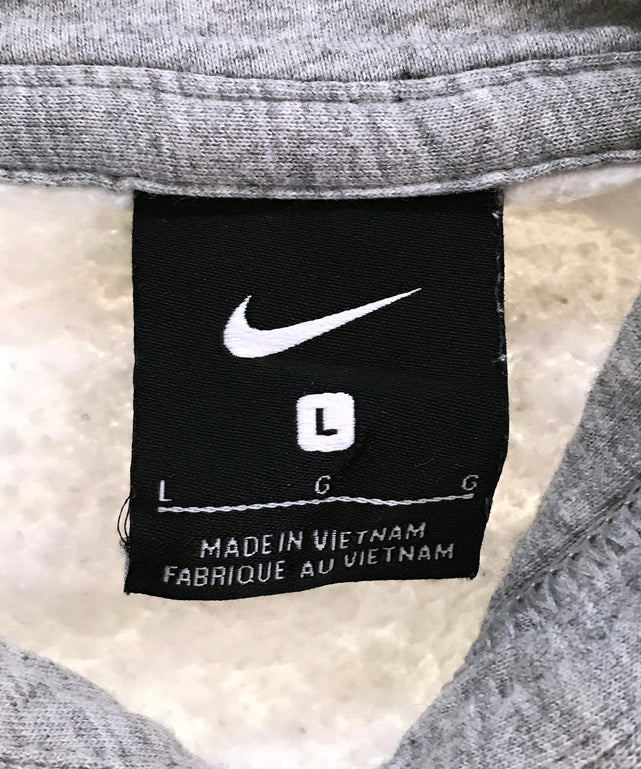 L
L G G
MADE IN VIETNAM
FABRIQUE AU VIETNAM